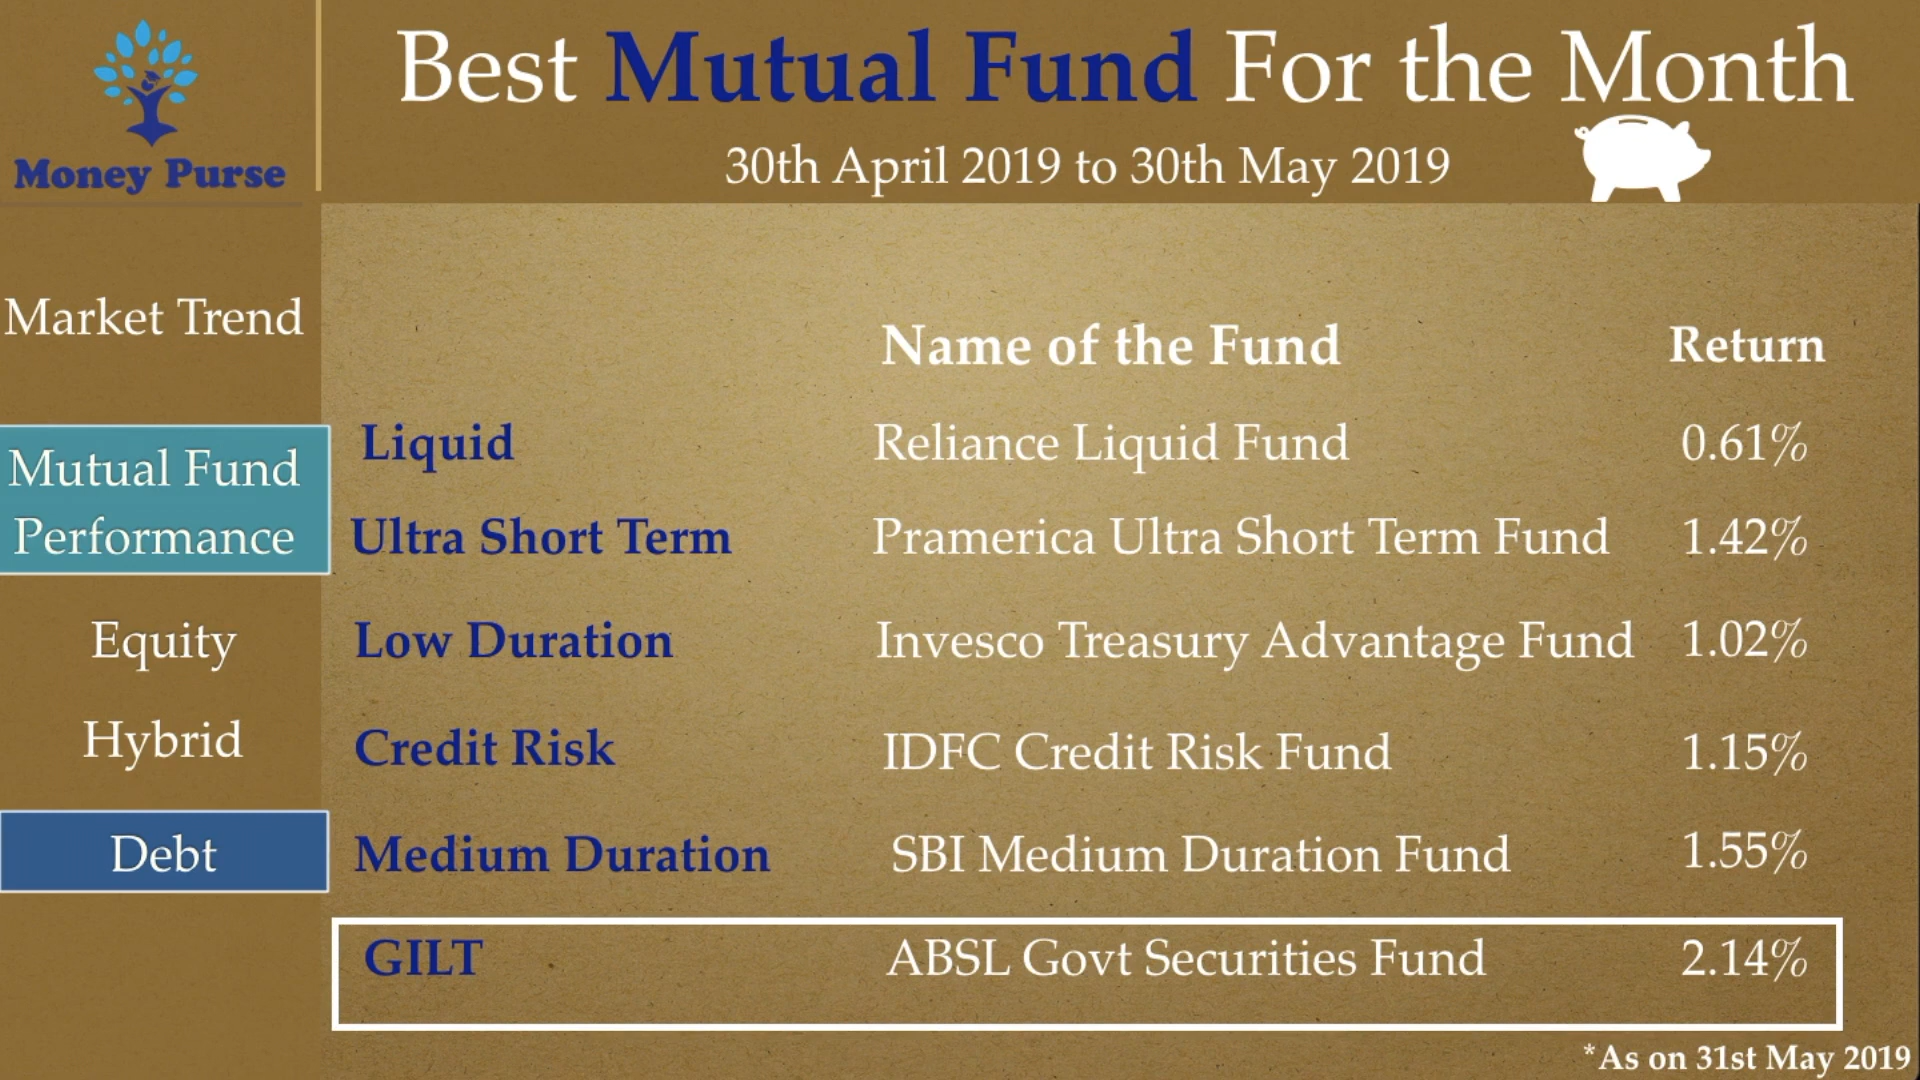 Money Purse
Best Mutual Fund For the Month
30th April 2019 to 30th May 2019
Market Trend
Mutual Fund
Performance
Equity
Hybrid
Debt
Name of the Fund Return
Liquid Reliance Liquid Fund 0.61%
Ultra Short Term Pramerica Ultra Short Term Fund 1.42%
Low Duration Invesco Treasury Advantage Fund 1.02%
Credit Risk IDFC Credit Risk Fund 1.15%
Medium Duration SBI Medium Duration Fund 1.55%
GILT ABSL Govt Securities Fund 2.14%
*As on 31st May 2019